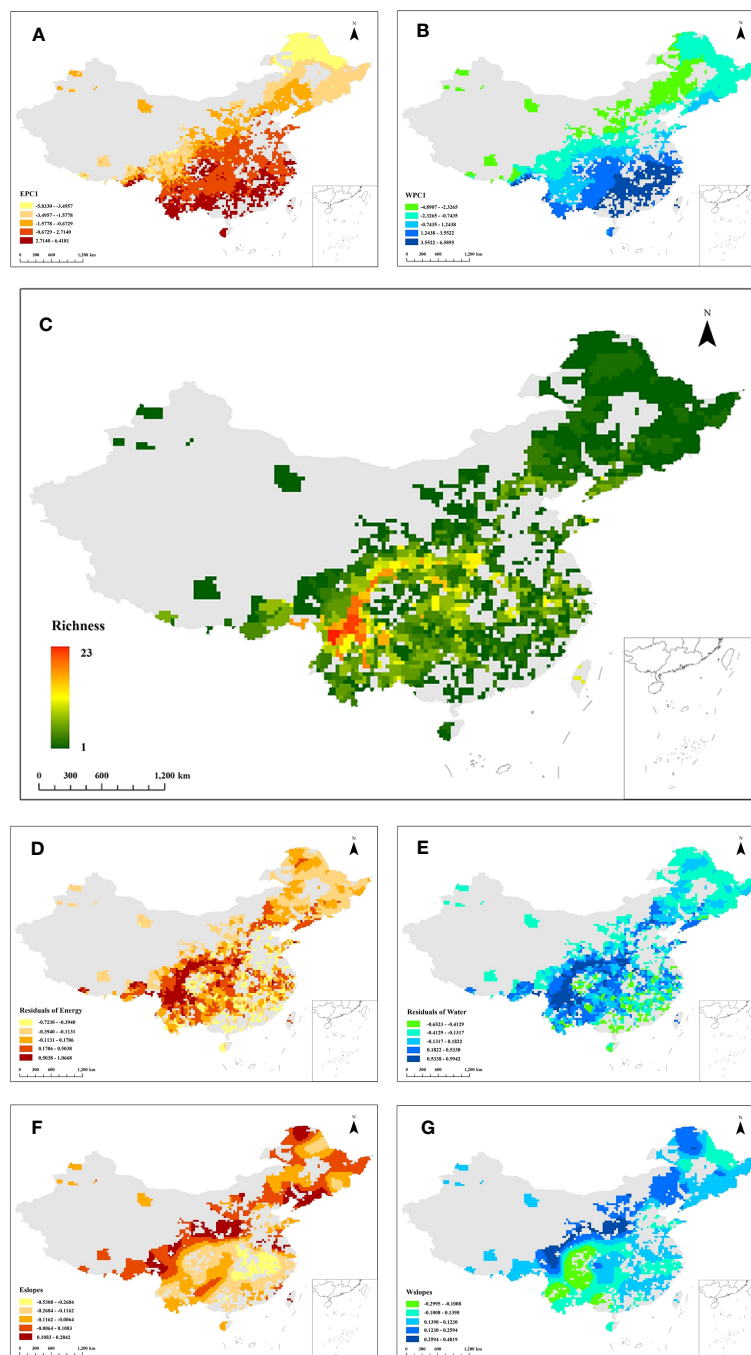 A
N
EPC1
-5.0330 - -3.4957
-3.4957 - -1.5778
-1.5778 - -0.6729
-0.6729 - 2.7140
2.7140 - 6.4181
0 300 600 1,200 km
B
N
WPC1
-4.8907 - -2.3265
-2.3265 - -0.7435
-0.7435 - 1.2438
1.2438 - 3.5522
3.5522 - 6.5895
0 300 600 1,200 km
C
N
Richness
23
1
0 300 600 1,200 km
D
N
Residuals of Energy
-0.7230 - -0.3940
-0.3940 - -0.1131
-0.1131 - 0.1706
0.1706 - 0.5038
0.5038 - 1.0668
0 300 600 1,200 km
E
N
Residuals of Water
-0.6523 - -0.4129
-0.4129 - -0.1317
-0.1317 - 0.1822
0.1822 - 0.5338
0.5338 - 0.9942
0 300 600 1,200 km
F
N
Eslopes
-0.5308 - -0.2604
-0.2604 - -0.1162
-0.1162 - -0.0064
-0.0064 - 0.1083
0.1083 - 0.2842
0 300 600 1,200 km
G
N
Wslopes
-0.2995 - -0.1008
-0.1008 - 0.1390
0.1390 - 0.1230
0.1230 - 0.2594
0.2594 - 0.4819
0 300 600 1,200 km